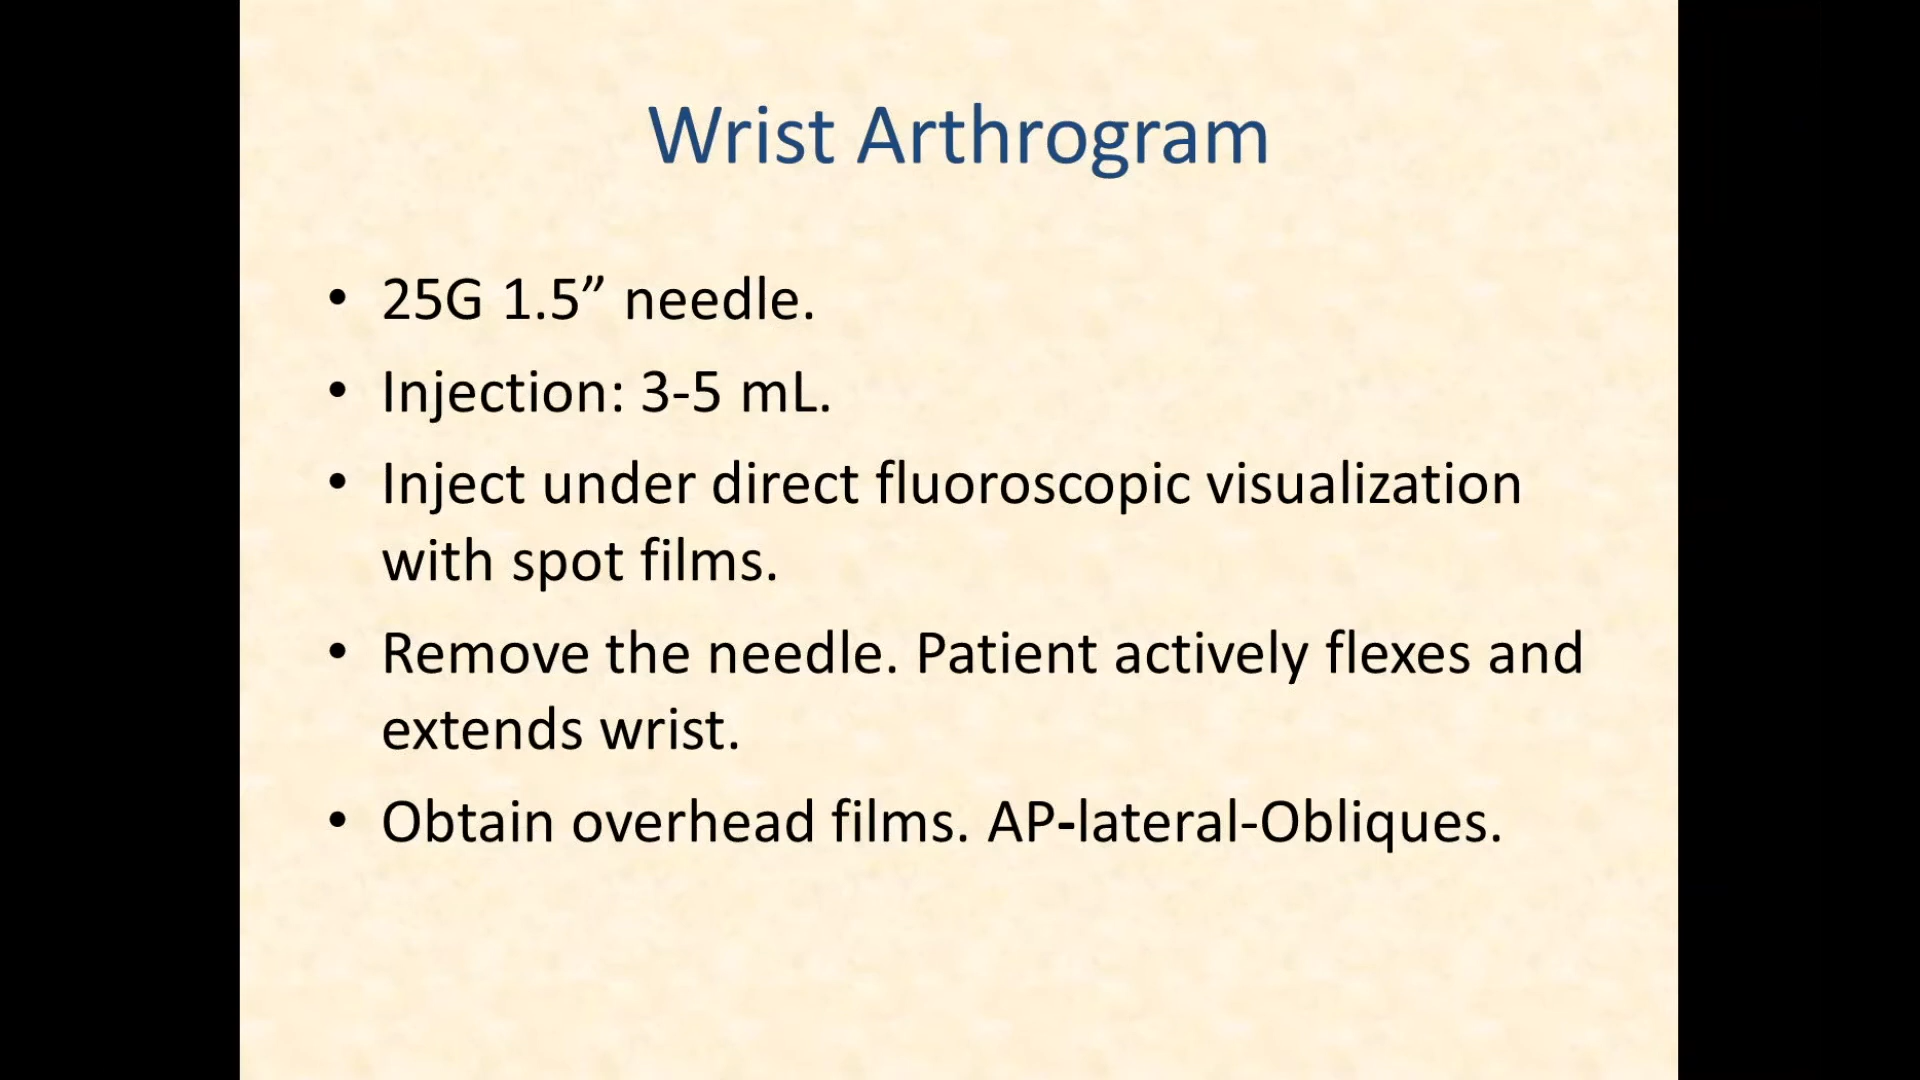 Wrist Arthrogram
• 25G 1.5” needle.
• Injection: 3-5 mL.
• Inject under direct fluoroscopic visualization
with spot films.
• Remove the needle. Patient actively flexes and
extends wrist.
• Obtain overhead films. AP-lateral-Obliques.